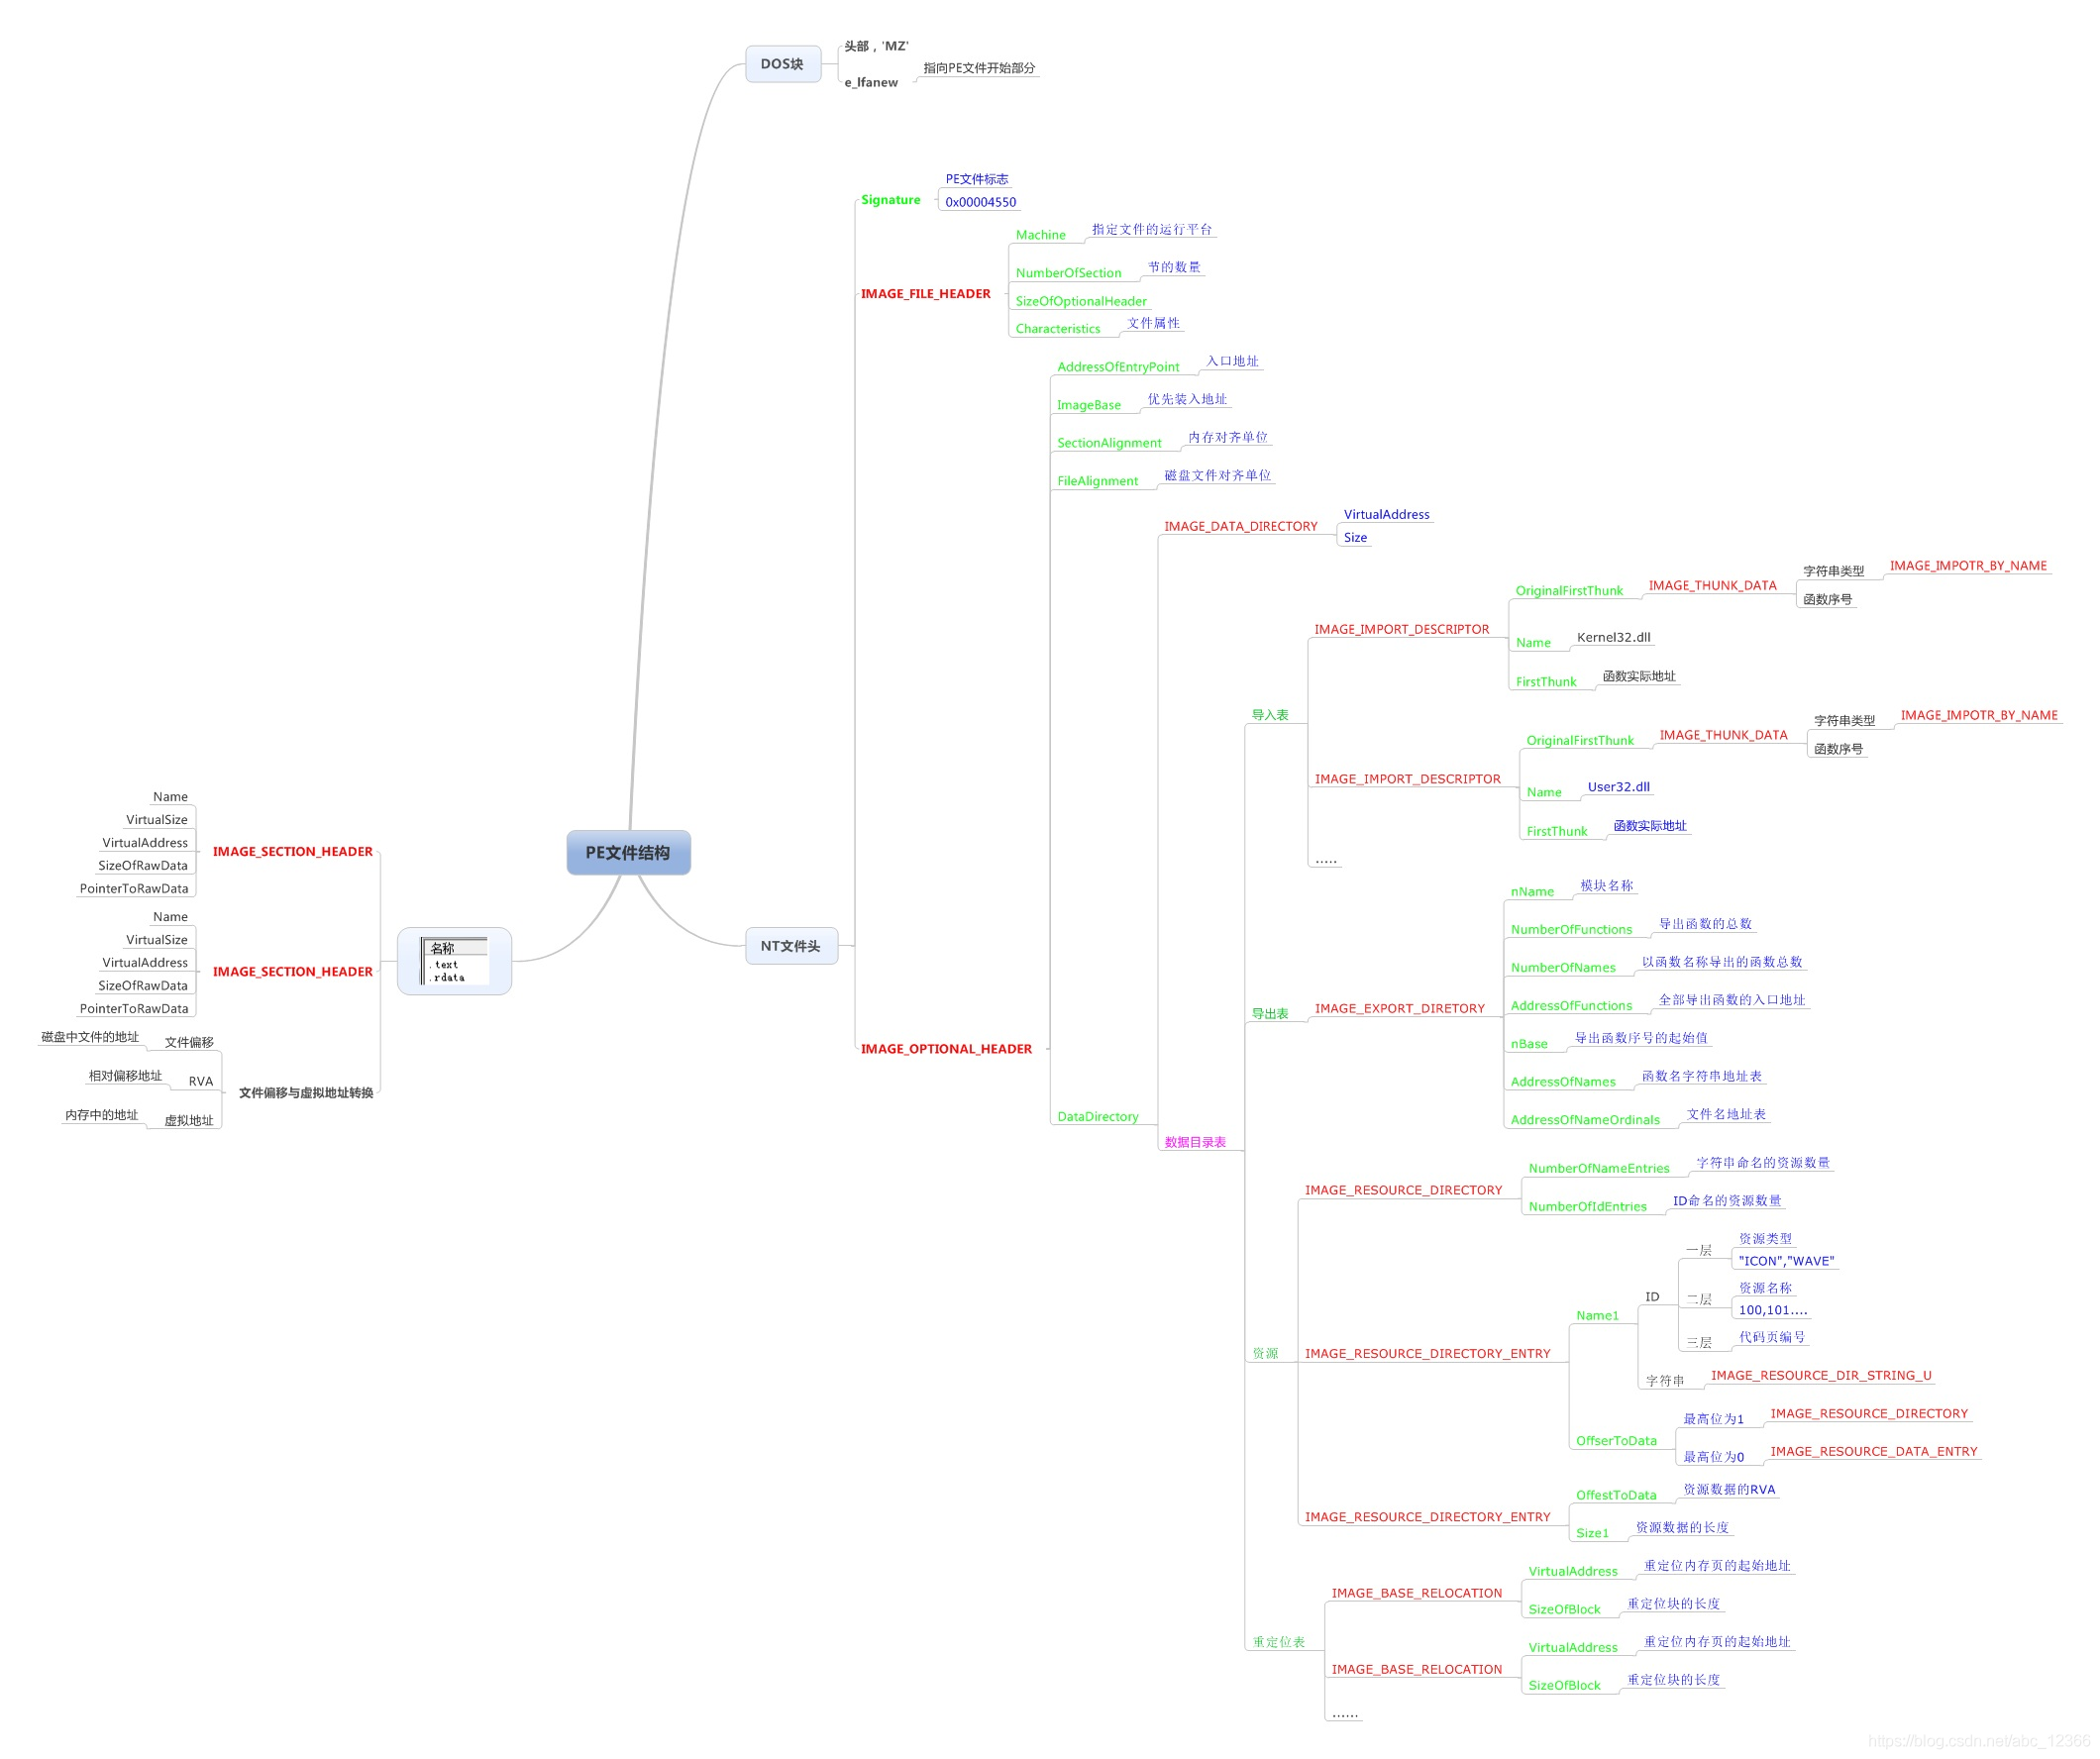 DOS块
头部，'MZ'
e_lfanew
指向PE文件开始部分
PE文件结构
NT文件头
Signature
PE文件标志
0x00004550
IMAGE_FILE_HEADER
Machine
指定文件的运行平台
NumberOfSection
节的数量
SizeOfOptionalHeader
Characteristics
文件属性
IMAGE_OPTIONAL_HEADER
AddressOfEntryPoint
入口地址
ImageBase
优先装入地址
SectionAlignment
内存对齐单位
FileAlignment
磁盘文件对齐单位
DataDirectory
IMAGE_DATA_DIRECTORY
VirtualAddress
Size
数据目录表
导入表
IMAGE_IMPORT_DESCRIPTOR
OriginalFirstThunk
IMAGE_THUNK_DATA
字符串类型
IMAGE_IMPOTR_BY_NAME
函数序号
Name
Kernel32.dll
FirstThunk
函数实际地址
IMAGE_IMPORT_DESCRIPTOR
OriginalFirstThunk
IMAGE_THUNK_DATA
字符串类型
IMAGE_IMPOTR_BY_NAME
函数序号
Name
User32.dll
FirstThunk
函数实际地址
.....
导出表
IMAGE_EXPORT_DIRETORY
nName
模块名称
NumberOfFunctions
导出函数的总数
NumberOfNames
以函数名称导出的函数总数
AddressOfFunctions
全部导出函数的入口地址
nBase
导出函数序号的起始值
AddressOfNames
函数名字符串地址表
AddressOfNameOrdinals
文件名地址表
资源
IMAGE_RESOURCE_DIRECTORY
NumberOfNameEntries
字符串命名的资源数量
NumberOfIdEntries
ID命名的资源数量
IMAGE_RESOURCE_DIRECTORY_ENTRY
Name1
ID
一层
资源类型
"ICON","WAVE"
二层
资源名称
100,101....
三层
代码页编号
字符串
IMAGE_RESOURCE_DIR_STRING_U
OffserToData
最高位为1
IMAGE_RESOURCE_DIRECTORY
最高位为0
IMAGE_RESOURCE_DATA_ENTRY
IMAGE_RESOURCE_DIRECTORY_ENTRY
OffestToData
资源数据的RVA
Size1
资源数据的长度
重定位表
IMAGE_BASE_RELOCATION
VirtualAddress
重定位内存页的起始地址
SizeOfBlock
重定位块的长度
IMAGE_BASE_RELOCATION
VirtualAddress
重定位内存页的起始地址
SizeOfBlock
重定位块的长度
......
名称
.text
.rdata
IMAGE_SECTION_HEADER
Name
VirtualSize
VirtualAddress
SizeOfRawData
PointerToRawData
IMAGE_SECTION_HEADER
Name
VirtualSize
VirtualAddress
SizeOfRawData
PointerToRawData
文件偏移与虚拟地址转换
文件偏移
磁盘中文件的地址
RVA
相对偏移地址
虚拟地址
内存中的地址
https://blog.csdn.net/abc_12366